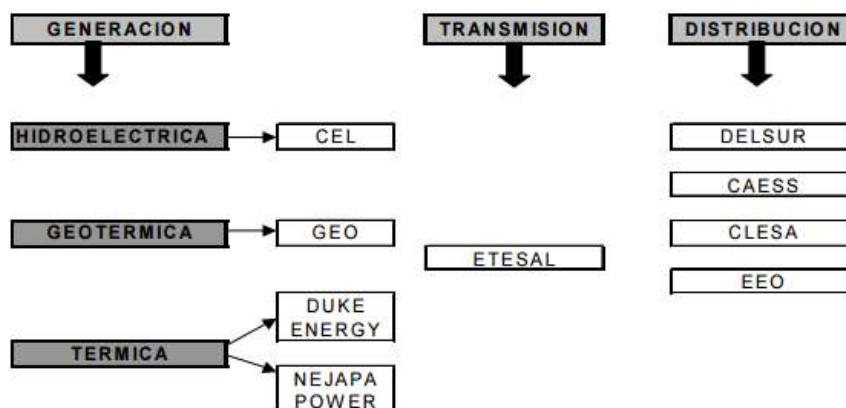 GENERACION
TRANSMISION
DISTRIBUCION
HIDROELECTRICA
CEL
DELSUR
CAESS
GEOTERMICA
GEO
CLESA
ETESAL
EEO
DUKE
ENERGY
TERMICA
NEJAPA
POWER